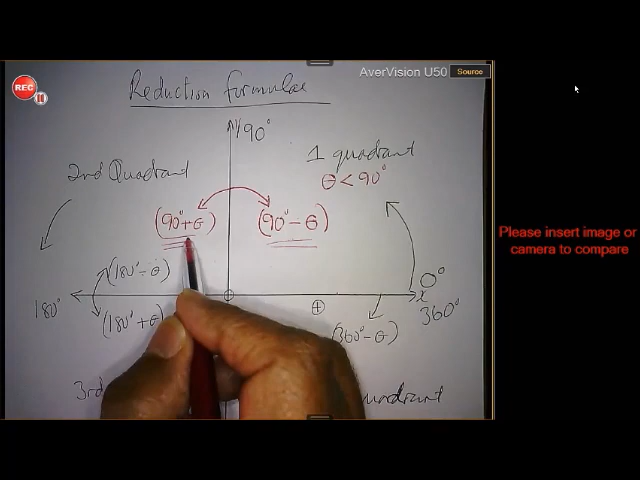 REC
AverVision U50
Source
Reduction formulae
y 90°
2nd Quadrant
1 quadrant
θ < 90°
(90°+θ)
(90°-θ)
(180°-θ)
0°
180°
x
360°
(180°+θ)
(360°-θ)
3rd
Please insert image or
camera to compare